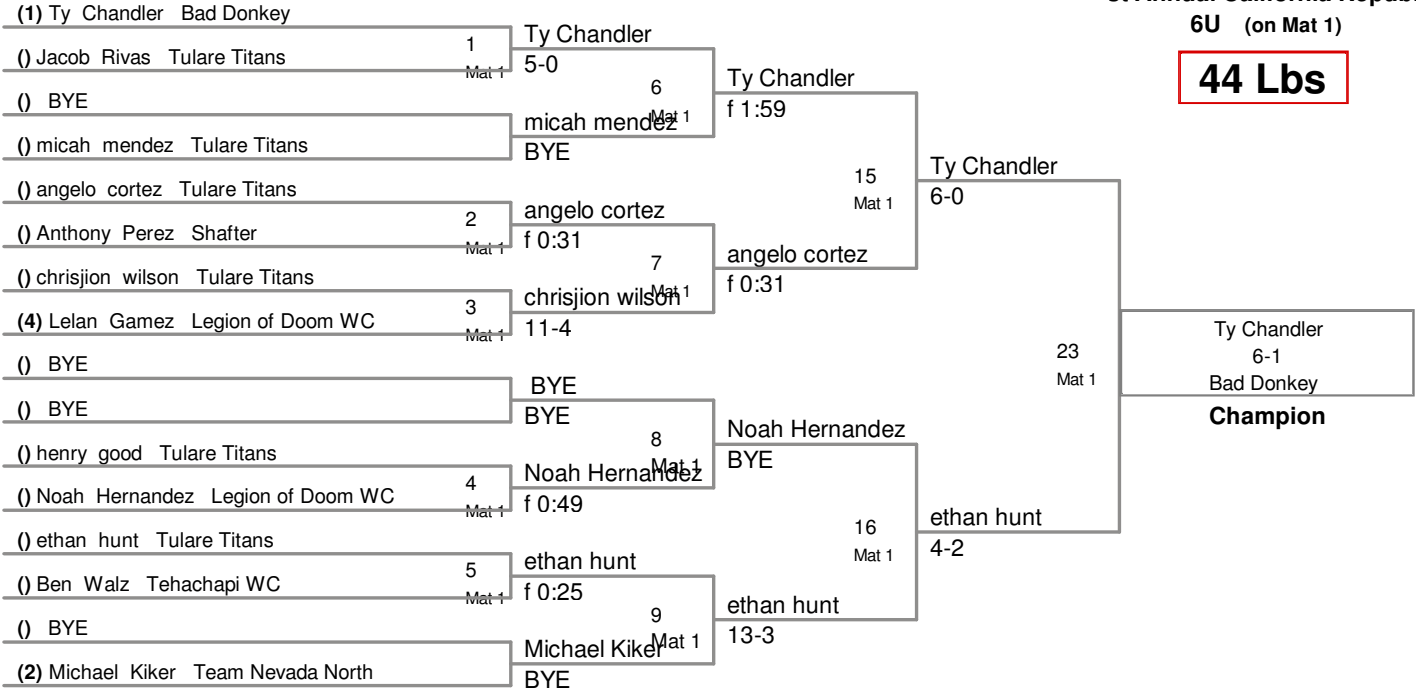 (1) Ty Chandler Bad Donkey
() Jacob Rivas Tulare Titans
() BYE
() micah mendez Tulare Titans
() angelo cortez Tulare Titans
() Anthony Perez Shafter
() chrisjion wilson Tulare Titans
(4) Lelan Gamez Legion of Doom WC
() BYE
() BYE
() henry good Tulare Titans
() Noah Hernandez Legion of Doom WC
() ethan hunt Tulare Titans
() Ben Walz Tehachapi WC
() BYE
(2) Michael Kiker Team Nevada North
1
Mat 1
2
Mat 1
3
Mat 1
4
Mat 1
5
Mat 1
Ty Chandler
5-0
micah mendez
BYE
angelo cortez
f 0:31
chrisjion wilson
11-4
BYE
BYE
Noah Hernandez
f 0:49
ethan hunt
f 0:25
Michael Kiker
BYE
6
Mat 1
7
Mat 1
8
Mat 1
9
Mat 1
Ty Chandler
f 1:59
angelo cortez
f 0:31
Noah Hernandez
BYE
ethan hunt
13-3
15
Mat 1
16
Mat 1
Ty Chandler
6-0
ethan hunt
4-2
23
Mat 1
Ty Chandler
6-1
Bad Donkey
Champion
6U (on Mat 1)
44 Lbs